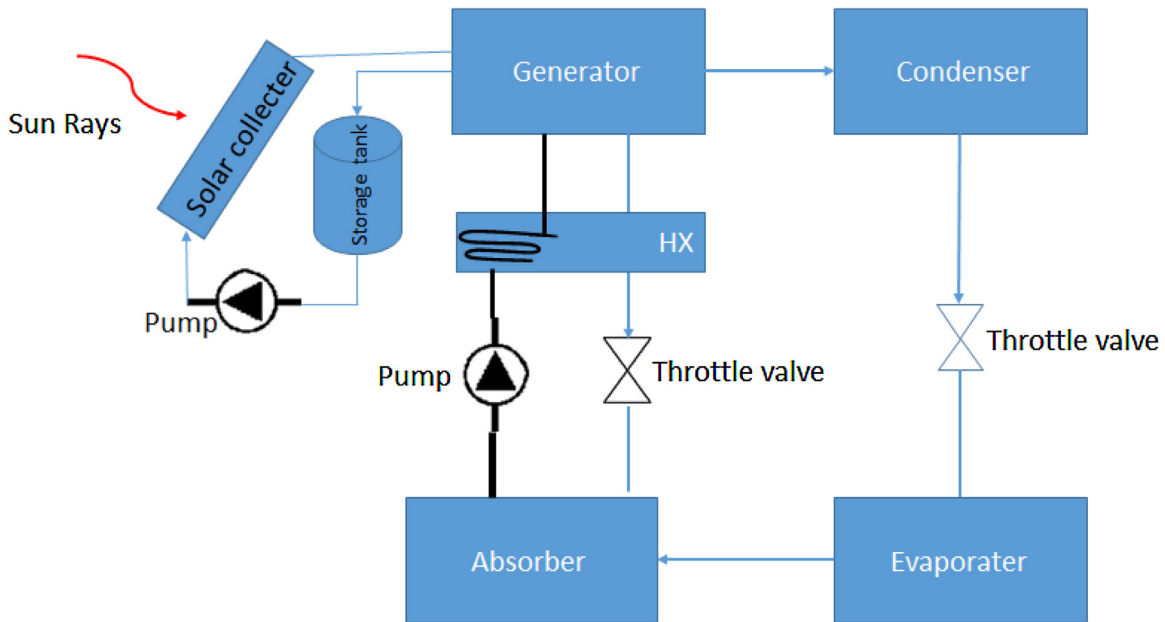 Generator
Condenser
Sun Rays
Solar collecter
Storage tank
HX
Pump
Throttle valve
Pump
Throttle valve
Absorber
Evaporater